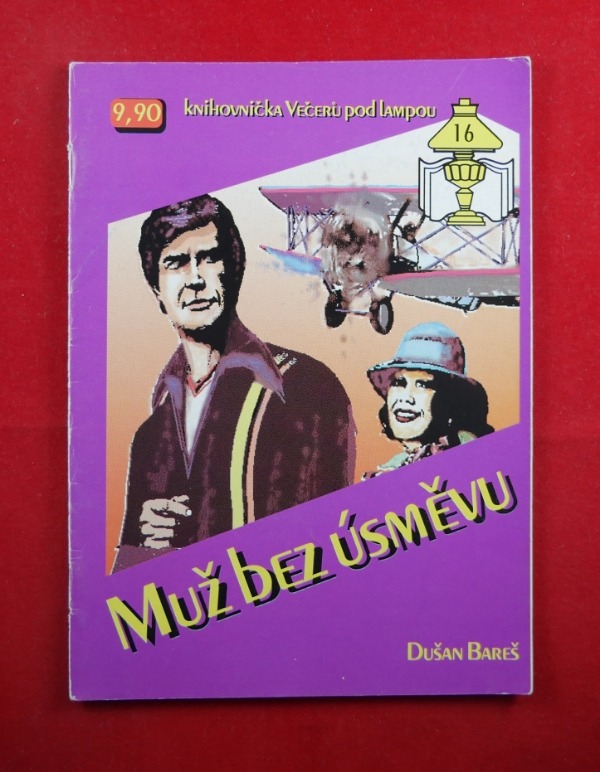 9,90
knihovnička Večerů pod lampou
16
Muž bez úsměvu
Dušan Bareš